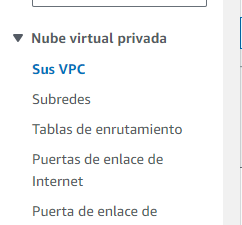 Nube virtual privada
Sus VPC
Subredes
Tablas de enrutamiento
Puertas de enlace de
Internet
Puerta de enlace de